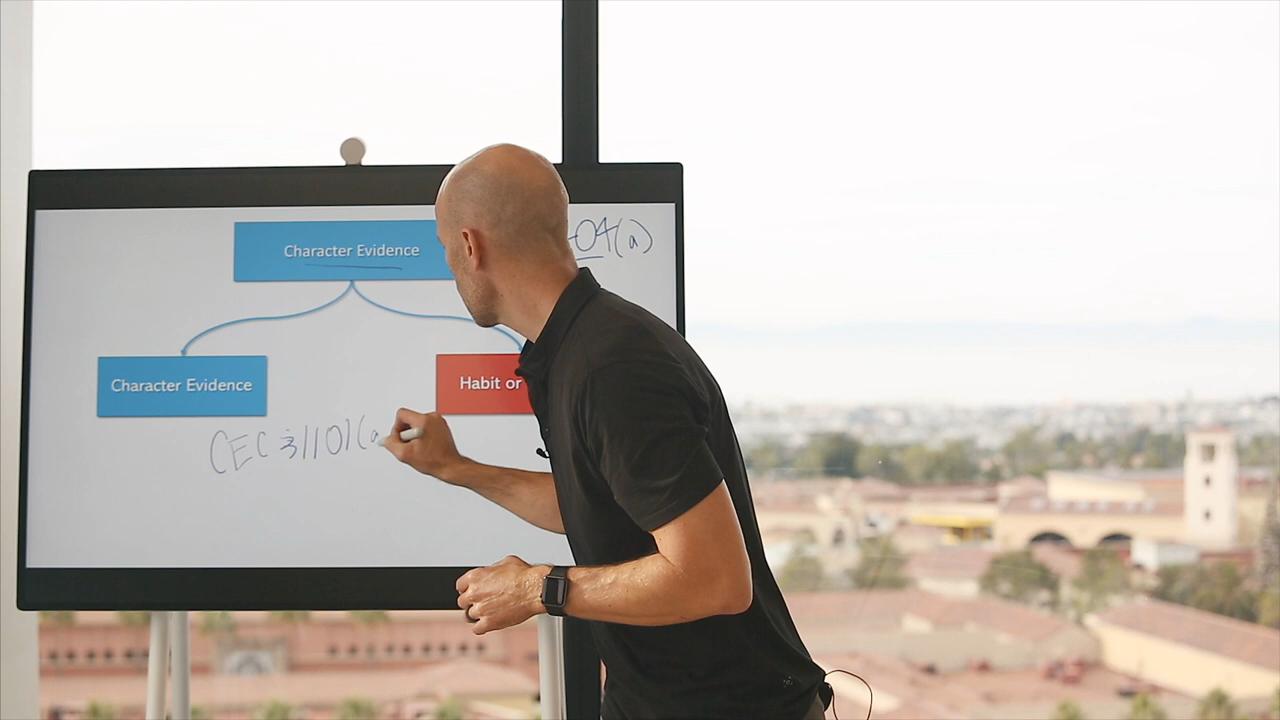 Character Evidence
04(a)
Character Evidence
Habit or
CEC §1101(a